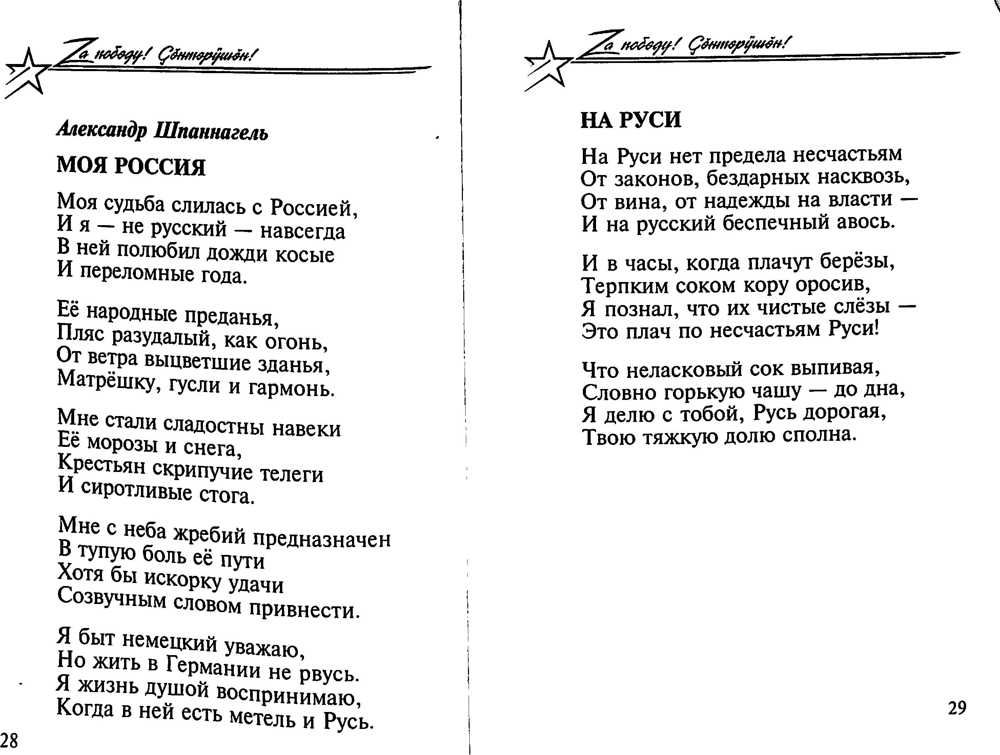 Zа победу! Ҫӗнтерӳшӗн!
Александр Шпаннагель
МОЯ РОССИЯ
Моя судьба слилась с Россией,
И я — не русский — навсегда
В ней полюбил дожди косые
И переломные года.
Её народные преданья,
Пляс разудалый, как огонь,
От ветра выцветшие зданья,
Матрёшку, гусли и гармонь.
Мне стали сладостны навеки
Её морозы и снега,
Крестьян скрипучие телеги
И сиротливые стога.
Мне с неба жребий предназначен
В тупую боль её пути
Хотя бы искорку удачи
Созвучным словом привнести.
Я быт немецкий уважаю,
Но жить в Германии не рвусь.
Я жизнь душой воспринимаю,
Когда в ней есть метель и Русь.
28
Zа победу! Ҫӗнтерӳшӗн!
НА РУСИ
На Руси нет предела несчастьям
От законов, бездарных насквозь,
От вина, от надежды на власти —
И на русский беспечный авось.
И в часы, когда плачут берёзы,
Терпким соком кору оросив,
Я познал, что их чистые слёзы —
Это плач по несчастьям Руси!
Что неласковый сок выпивая,
Словно горькую чашу — до дна,
Я делю с тобой, Русь дорогая,
Твою тяжкую долю сполна.
29